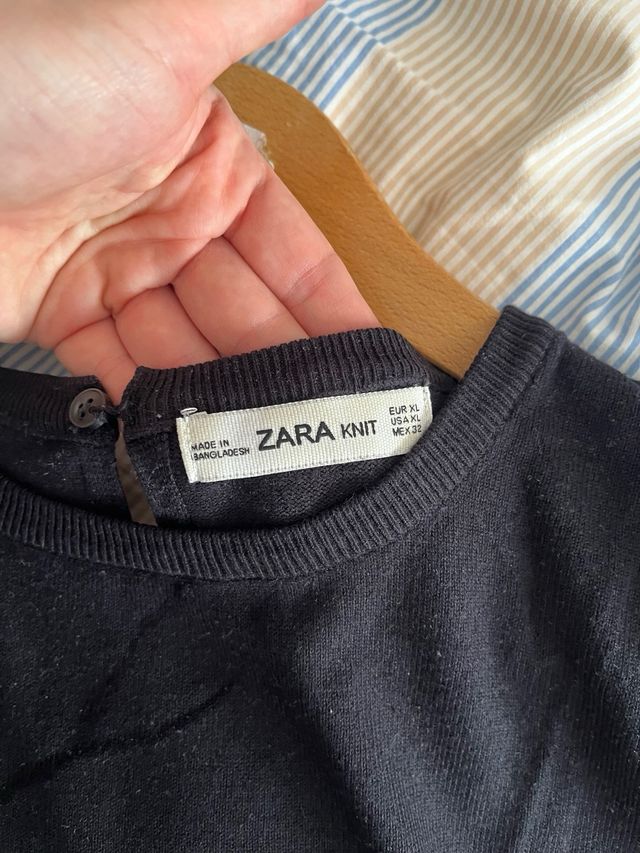 MADE IN
BANGLADESH
ZARA KNIT
EUR XL
USA XL
MEX 32